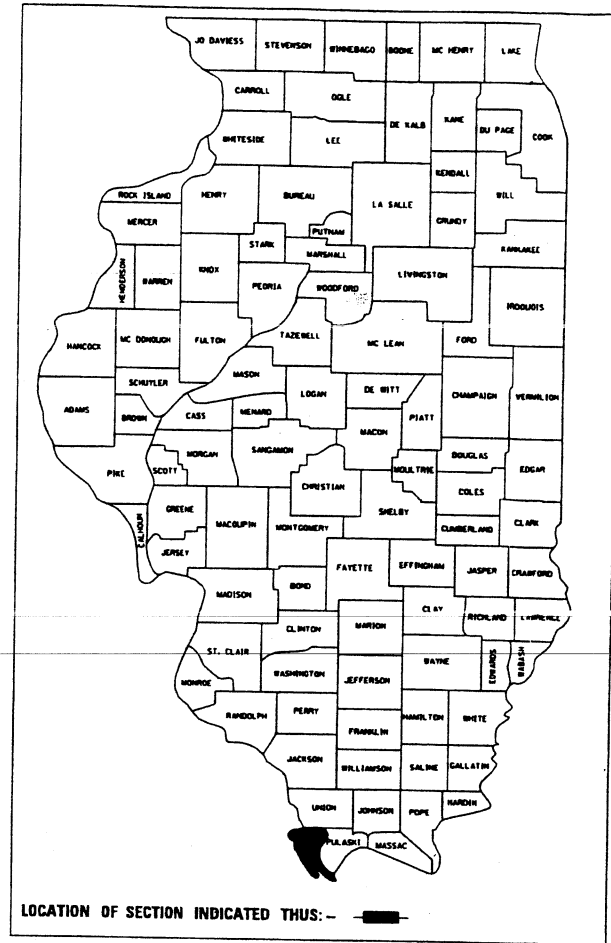 JO DAVIESS STEVENSON WINNEBAGO BOONE MC HENRY LAKE
CARROLL OGLE
DE KALB KANE DU PAGE COOK
WHITESIDE LEE
KENDALL
ROCK ISLAND HENRY BUREAU LA SALLE WILL
MERCER GRUNDY
PUTNAM
STARK MARSHALL KANKAKEE
HENDERSON WARREN KNOX PEORIA WOODFORD LIVINGSTON
IROQUOIS
HANCOCK MC DONOUGH FULTON TAZEWELL MC LEAN FORD
MASON
SCHUYLER LOGAN DE WITT CHAMPAIGN VERMILION
ADAMS BROWN CASS MENARD PIATT
MACON
MORGAN SANGAMON DOUGLAS
PIKE SCOTT MOULTRIE EDGAR
CHRISTIAN COLES
GREENE SHELBY
CALHOUN MACOUPIN MONTGOMERY CUMBERLAND CLARK
JERSEY
FAYETTE EFFINGHAM JASPER CRAWFORD
MADISON BOND
CLAY RICHLAND LAWRENCE
CLINTON MARION
ST. CLAIR WAYNE EDWARDS WABASH
WASHINGTON JEFFERSON
MONROE
RANDOLPH PERRY HAMILTON WHITE
FRANKLIN
JACKSON WILLIAMSON SALINE GALLATIN
UNION JOHNSON POPE HARDIN
PULASKI MASSAC
LOCATION OF SECTION INDICATED THUS: –